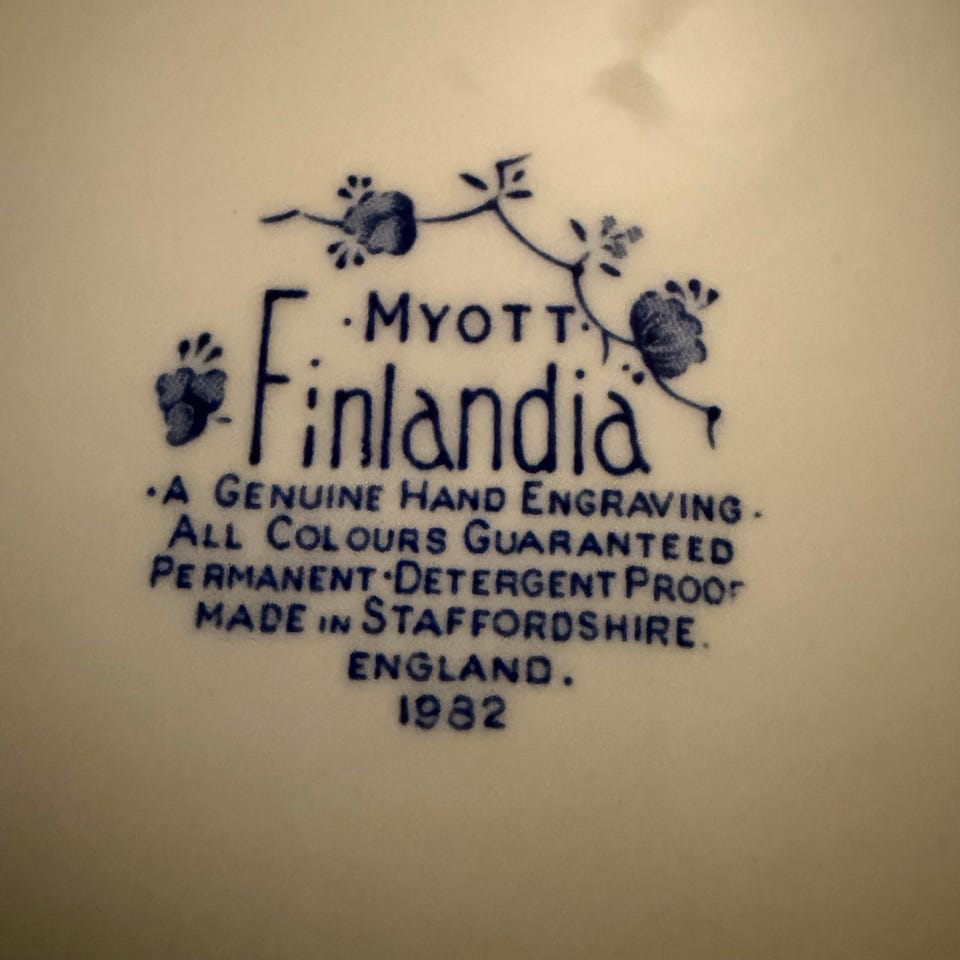 · MYOTT ·
Finlandia
· A GENUINE HAND ENGRAVING ·
ALL COLOURS GUARANTEED
PERMANENT · DETERGENT PROOF
MADE IN STAFFORDSHIRE.
ENGLAND.
1982